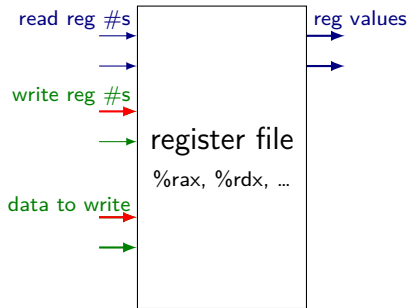 read reg #s
reg values
write reg #s
register file
%rax, %rdx, …
data to write